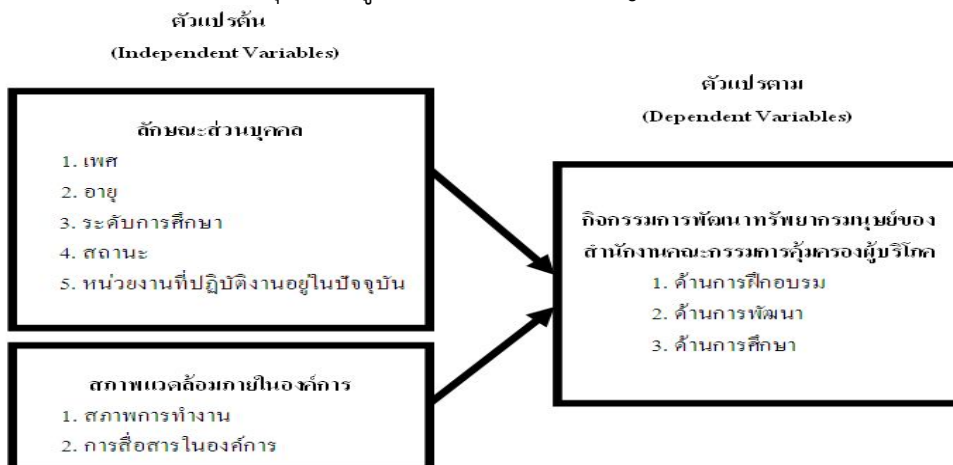 ตัวแปรต้น
(Independent Variables)
ลักษณะส่วนบุคคล
1. เพศ
2. อายุ
3. ระดับการศึกษา
4. สถานะ
5. หน่วยงานที่ปฏิบัติงานอยู่ในปัจจุบัน
สภาพแวดล้อมภายในองค์การ
1. สภาพการทำงาน
2. การสื่อสารในองค์การ
ตัวแปรตาม
(Dependent Variables)
กิจกรรมการพัฒนาทรัพยากรมนุษย์ของ
สำนักงานคณะกรรมการคุ้มครองผู้บริโภค
1. ด้านการฝึกอบรม
2. ด้านการพัฒนา
3. ด้านการศึกษา